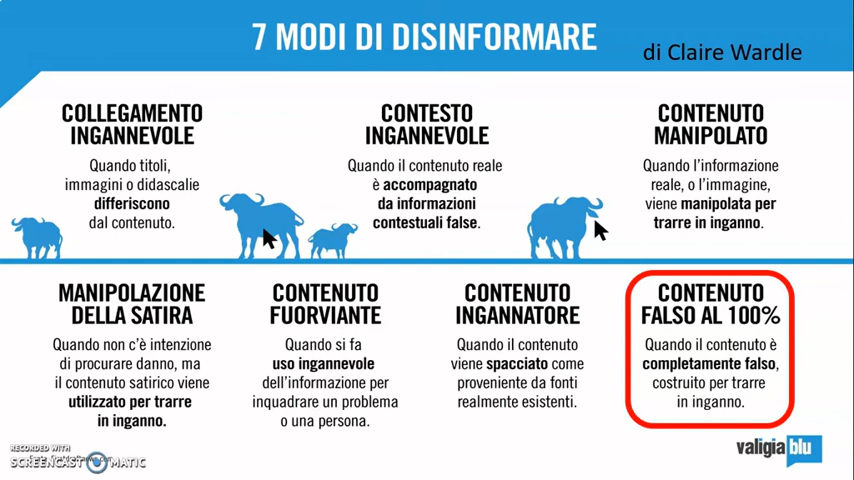 7 MODI DI DISINFORMARE
di Claire Wardle
COLLEGAMENTO
INGANNEVOLE
Quando titoli,
immagini o didascalie
differiscono
dal contenuto.
CONTESTO
INGANNEVOLE
Quando il contenuto reale
è accompagnato
da informazioni
contestuali false.
CONTENUTO
MANIPOLATO
Quando l'informazione
reale, o l'immagine,
viene manipolata per
trarre in inganno.
MANIPOLAZIONE
DELLA SATIRA
Quando non c'è intenzione
di procurare danno, ma
il contenuto satirico viene
utilizzato per trarre
in inganno.
CONTENUTO
FUORVIANTE
Quando si fa
uso ingannevole
dell'informazione per
inquadrare un problema
o una persona.
CONTENUTO
INGANNATORE
Quando il contenuto
viene spacciato come
proveniente da fonti
realmente esistenti.
CONTENUTO
FALSO AL 100%
Quando il contenuto è
completamente falso,
costruito per trarre
in inganno.
RECORDED WITH
SCREENCAST MATIC
valigia blu